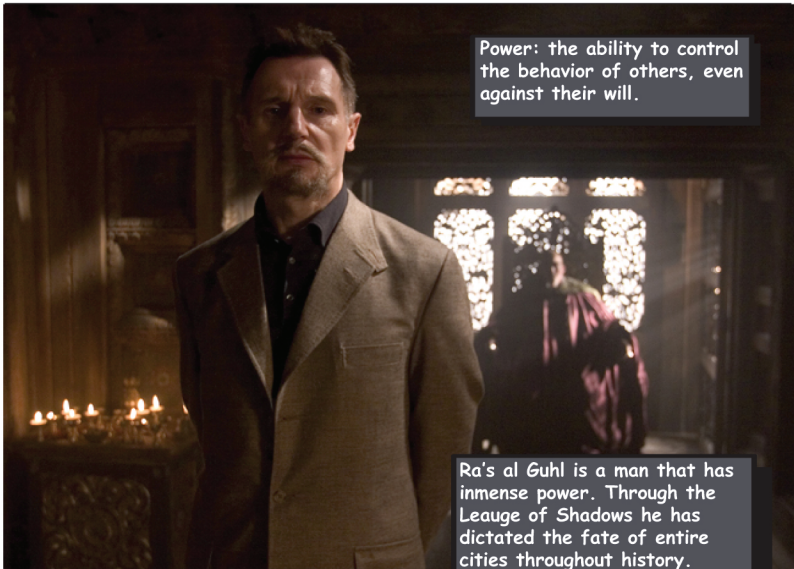 Power: the ability to control
the behavior of others, even
against their will.
Ra's al Guhl is a man that has
inmense power. Through the
Leauge of Shadows he has
dictated the fate of entire
cities throughout history.